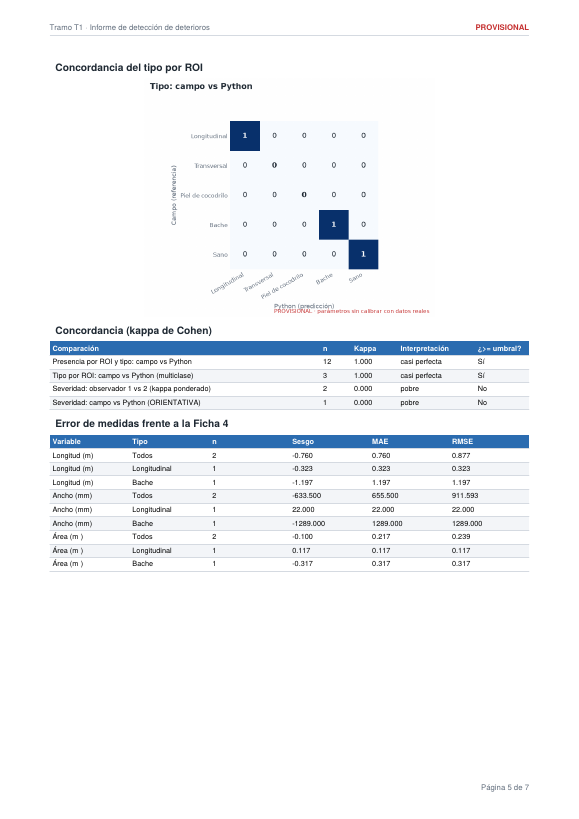 Tramo T1 · Informe de detección de deterioros PROVISIONAL
Concordancia del tipo por ROI
Tipo: campo vs Python
Longitudinal 1 0 0 0 0
Transversal 0 0 0 0 0
Piel de cocodrilo 0 0 0 0 0
Bache 0 0 0 1 0
Sano 0 0 0 0 1
Campo (referencia)
Longitudinal Transversal Piel de cocodrilo Bache Sano
Python (predicción)
PROVISIONAL · parámetros sin calibrar con datos reales
Concordancia (kappa de Cohen)
Comparación n Kappa Interpretación ¿>= umbral?
Presencia por ROI y tipo: campo vs Python 12 1.000 casi perfecta Sí
Tipo por ROI: campo vs Python (multiclase) 3 1.000 casi perfecta Sí
Severidad: observador 1 vs 2 (kappa ponderado) 2 0.000 pobre No
Severidad: campo vs Python (ORIENTATIVA) 1 0.000 pobre No
Error de medidas frente a la Ficha 4
Variable Tipo n Sesgo MAE RMSE
Longitud (m) Todos 2 -0.760 0.760 0.877
Longitud (m) Longitudinal 1 -0.323 0.323 0.323
Longitud (m) Bache 1 -1.197 1.197 1.197
Ancho (mm) Todos 2 -633.500 655.500 911.593
Ancho (mm) Longitudinal 1 22.000 22.000 22.000
Ancho (mm) Bache 1 -1289.000 1289.000 1289.000
Área (m ) Todos 2 -0.100 0.217 0.239
Área (m ) Longitudinal 1 0.117 0.117 0.117
Área (m ) Bache 1 -0.317 0.317 0.317
Página 5 de 7